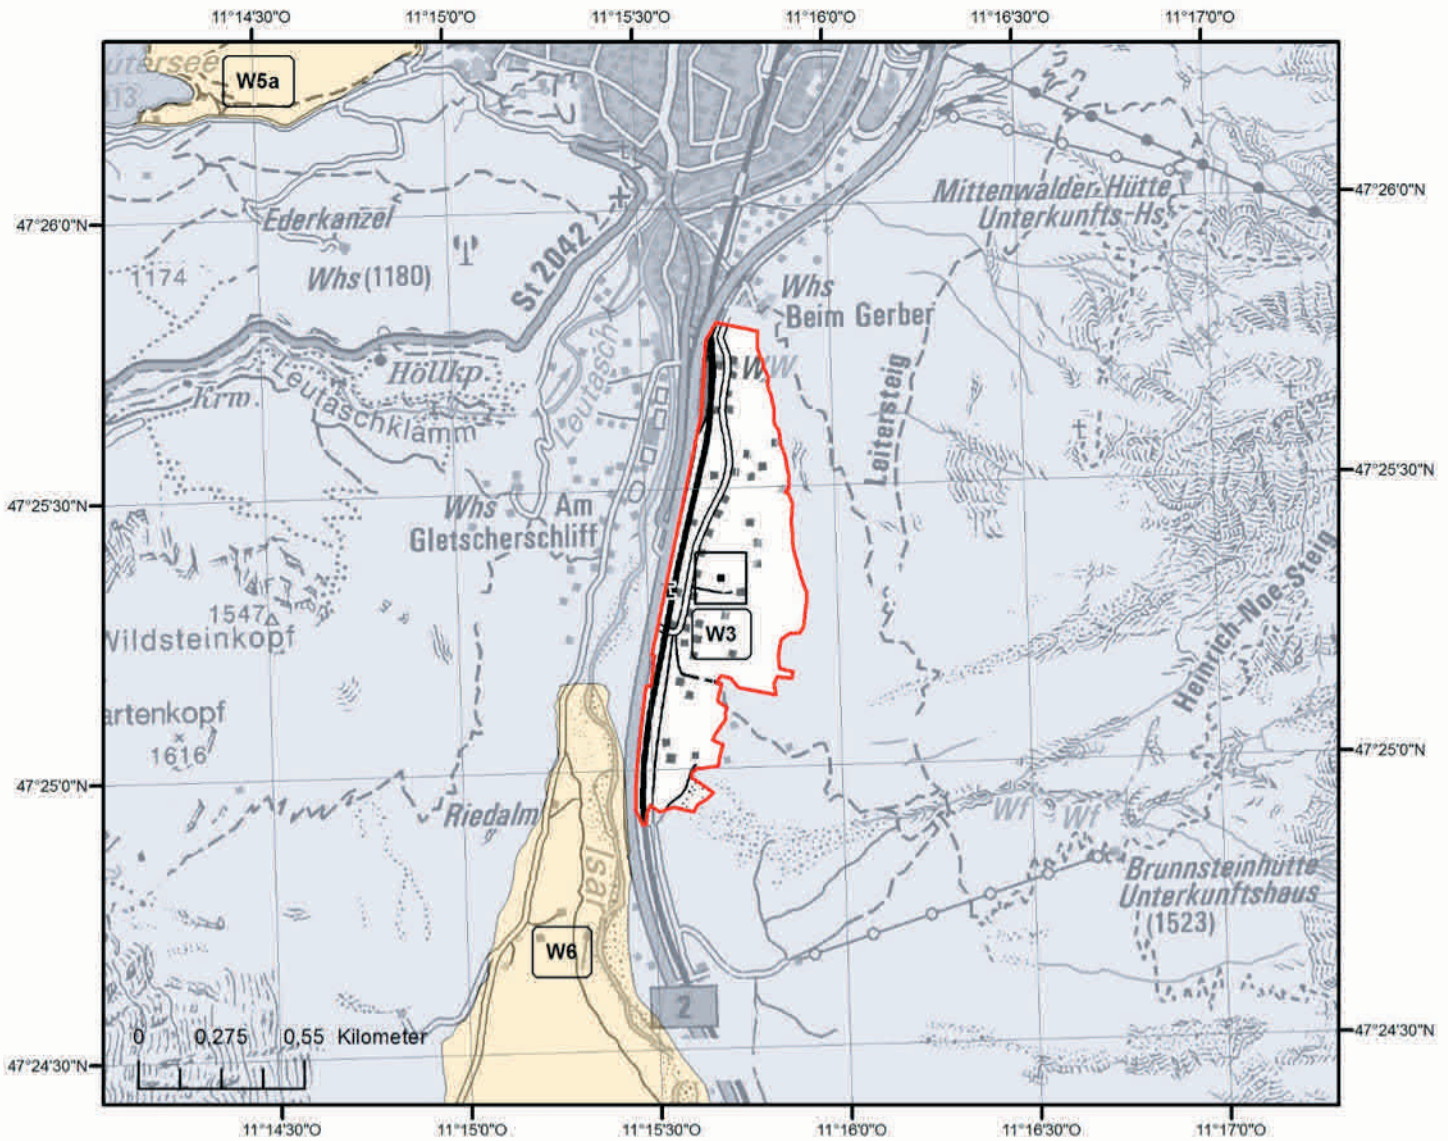 11°14'30"O
11°15'0"O
11°15'30"O
11°16'0"O
11°16'30"O
11°17'0"O
utersee
W5a
13
Mittenwalder-Hütte
Unterkunfts-Hs
47°26'0"N
47°26'0"N
Ederkanzel
St 2042
1174
Whs (1180)
Whs
Beim Gerber
Höllkp
Krm
Leutaschklamm
Leutasch
W
WW
Leitersteig
47°25'30"N
47°25'30"N
Whs
Am
Gletscherschliff
1547
Wildsteinkopf
W3
Heinrich-Noe-Steig
artenkopf
1616
47°25'0"N
47°25'0"N
Riedalm
Wf
Wf
Isar
Brunnsteinhütte
Unterkunftshaus
(1523)
W6
2
0
0.275
0,55 Kilometer
47°24'30"N
47°24'30"N
11°14'30"O
11°15'0"O
11°15'30"O
11°16'0"O
11°16'30"O
11°17'0"O